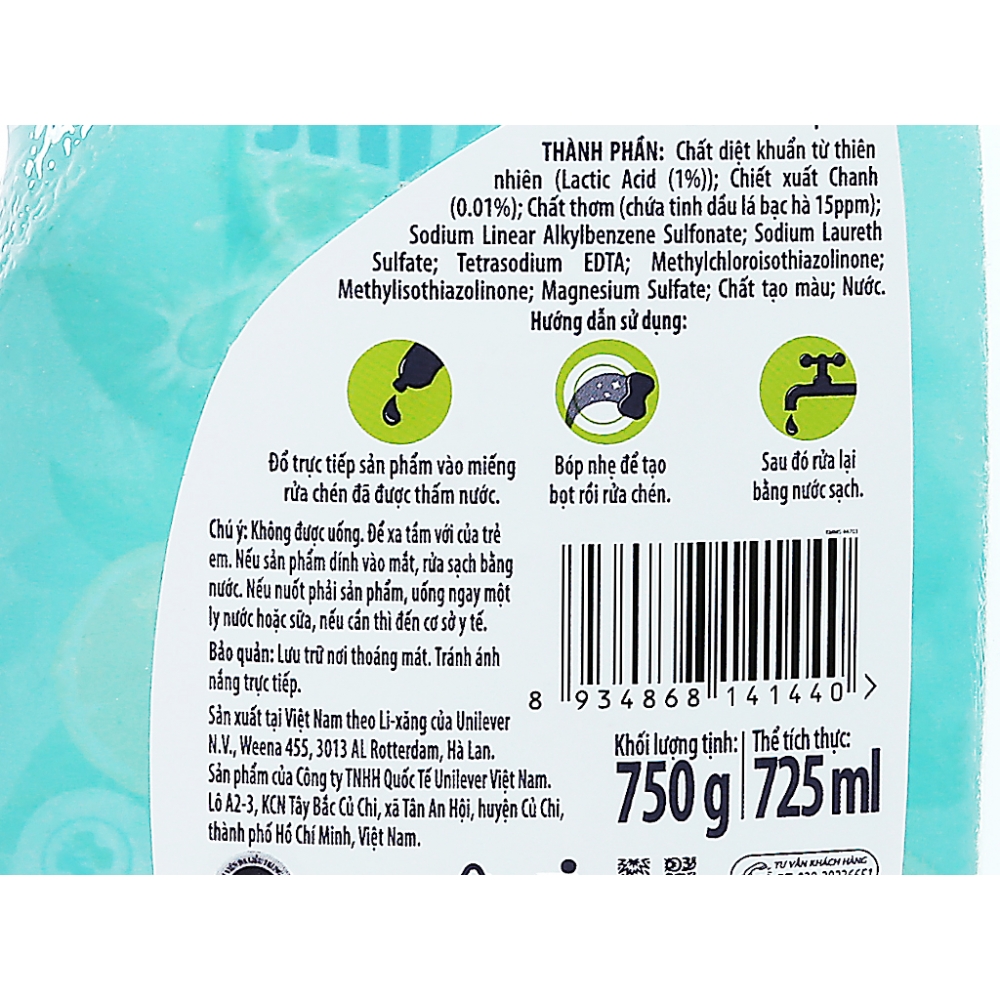 THÀNH PHẦN: Chất diệt khuẩn từ thiên
nhiên (Lactic Acid (1%)); Chiết xuất Chanh
(0.01%); Chất thơm (chứa tinh dầu lá bạc hà 15ppm);
Sodium Linear Alkylbenzene Sulfonate; Sodium Laureth
Sulfate; Tetrasodium EDTA; Methylchloroisothiazolinone;
Methylisothiazolinone; Magnesium Sulfate; Chất tạo màu; Nước.
Hướng dẫn sử dụng:
Đổ trực tiếp sản phẩm vào miếng
rửa chén đã được thấm nước.
Bóp nhẹ để tạo
bọt rồi rửa chén.
Sau đó rửa lại
bằng nước sạch.
Chú ý: Không được uống. Để xa tầm với của trẻ
em. Nếu sản phẩm dính vào mắt, rửa sạch bằng
nước. Nếu nuốt phải sản phẩm, uống ngay một
ly nước hoặc sữa, nếu cần thì đến cơ sở y tế.
Bảo quản: Lưu trữ nơi thoáng mát. Tránh ánh
nắng trực tiếp.
Sản xuất tại Việt Nam theo Li-xăng của Unilever
N.V., Weena 455, 3013 AL Rotterdam, Hà Lan.
Sản phẩm của Công ty TNHH Quốc Tế Unilever Việt Nam.
Lô A2-3, KCN Tây Bắc Củ Chi, xã Tân An Hội, huyện Củ Chi,
thành phố Hồ Chí Minh, Việt Nam.
8 934868 141440 >
Khối lượng tịnh:
750 g
Thể tích thực:
725 ml
TƯ VẤN KHÁCH HÀNG